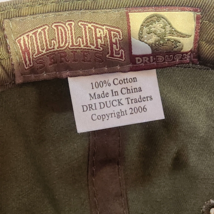 WILDLIFE
SERIES
DRI DUCK
100% Cotton
Made In China
DRI DUCK Traders
Copyright 2006